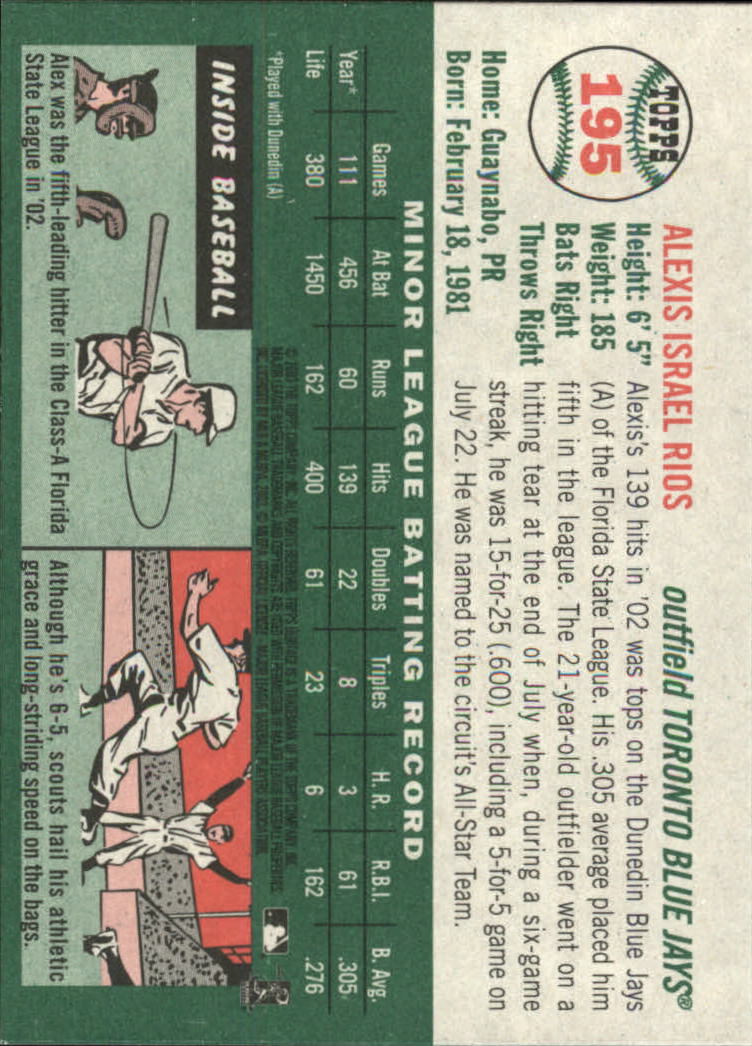 TOPPS
195
ALEXIS ISRAEL RIOS
outfield TORONTO BLUE JAYS®
Height: 6' 5"
Weight: 185
Bats Right
Throws Right
Home: Guaynabo, PR
Born: February 18, 1981
Alexis's 139 hits in '02 was tops on the Dunedin Blue Jays
(A) of the Florida State League. His .305 average placed him
fifth in the league. The 21-year-old outfielder went on a
hitting tear at the end of July when, during a six-game
streak, he was 15-for-25 (.600), including a 5-for-5 game on
July 22. He was named to the circuit's All-Star Team.
MINOR LEAGUE BATTING RECORD
Games At Bat Runs Hits Doubles Triples H. R. R.B.I. B. Avg.
Year* 111 456 60 139 22 8 3 61 .305
Life 380 1450 162 400 61 23 6 162 .276
*Played with Dunedin (A)
INSIDE BASEBALL
Alex was the fifth-leading hitter in the Class-A Florida
State League in '02.
Although he's 6-5, scouts hail his athletic
grace and long-striding speed on the bags.